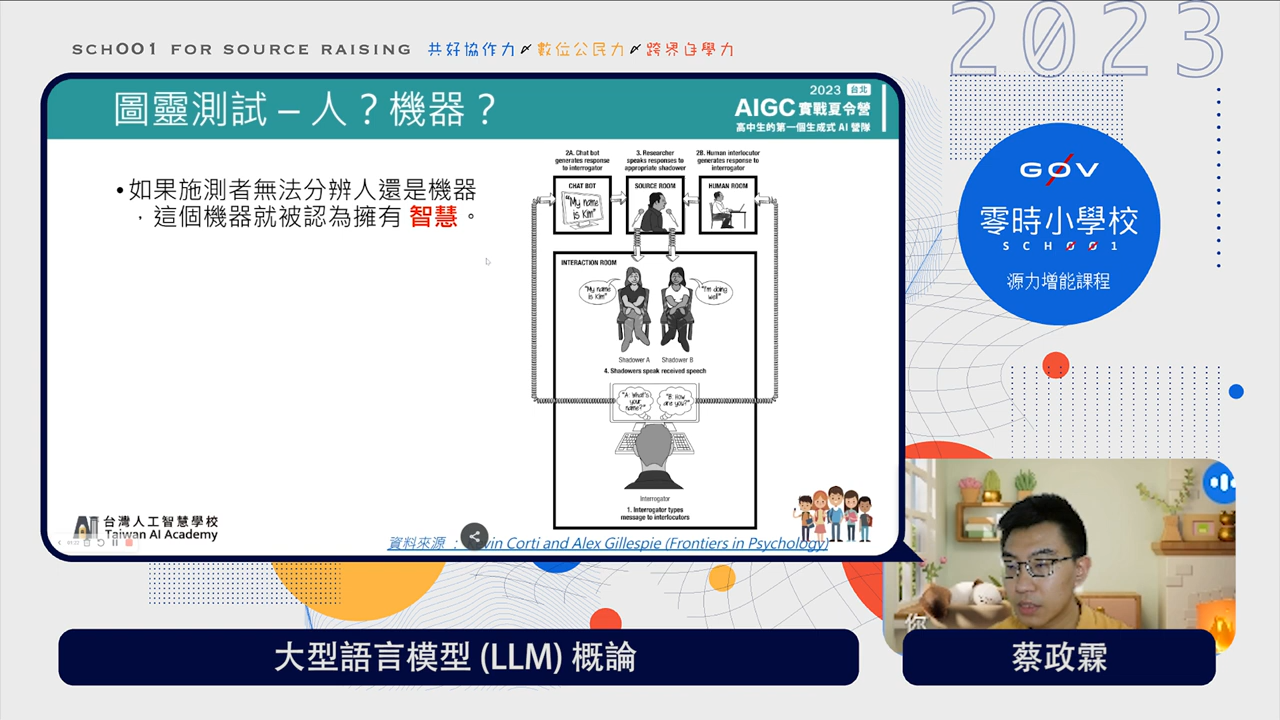 SCH001 FOR SOURCE RAISING 共好協作力 數位公民力 跨界自學力
2023
圖靈測試 – 人？機器？
2023 台北
AIGC 實戰夏令營
高中生的第一個生成式 AI 營隊
•如果施測者無法分辨人還是機器
，這個機器就被認為擁有 智慧。
2A. Chat bot
generates response
to interrogator
3. Researcher
speaks responses to
appropriate shadower
2B. Human interlocutor
generates response to
interrogator
CHAT BOT
"My name
is Kim"
SOURCE ROOM
HUMAN ROOM
INTERACTION ROOM
"My name
is Kim"
"I'm doing
well"
Shadower A
Shadower B
4. Shadowers speak received speech
"A: What's
your
name?"
"B: How
are you?"
Interrogator
1. Interrogator types
message to interlocutors
台灣人工智慧學校
Taiwan AI Academy
資料來源 ： vin Corti and Alex Gillespie (Frontiers in Psychology)
G0V
零時小學校
SCH001
源力增能課程
你
大型語言模型 (LLM) 概論
蔡政霖